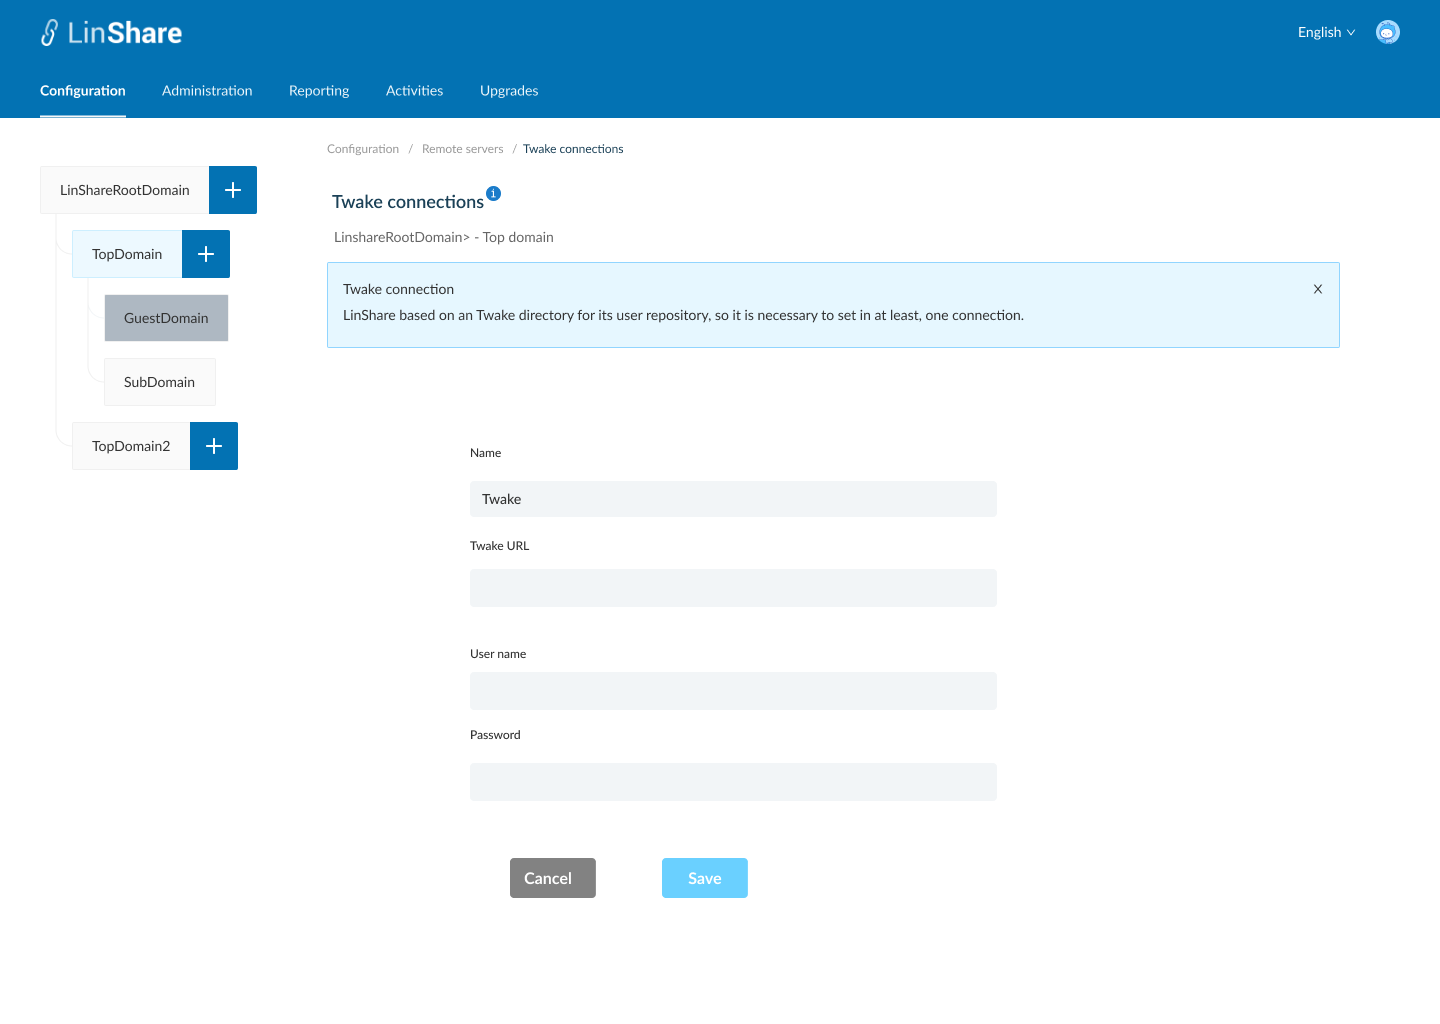 LinShare
English
Configuration Administration Reporting Activities Upgrades
Configuration / Remote servers / Twake connections
LinShareRootDomain
TopDomain
GuestDomain
SubDomain
TopDomain2
Twake connections i
LinshareRootDomain> - Top domain
Twake connection X
LinShare based on an Twake directory for its user repository, so it is necessary to set in at least, one connection.
Name
Twake
Twake URL
User name
Password
Cancel Save